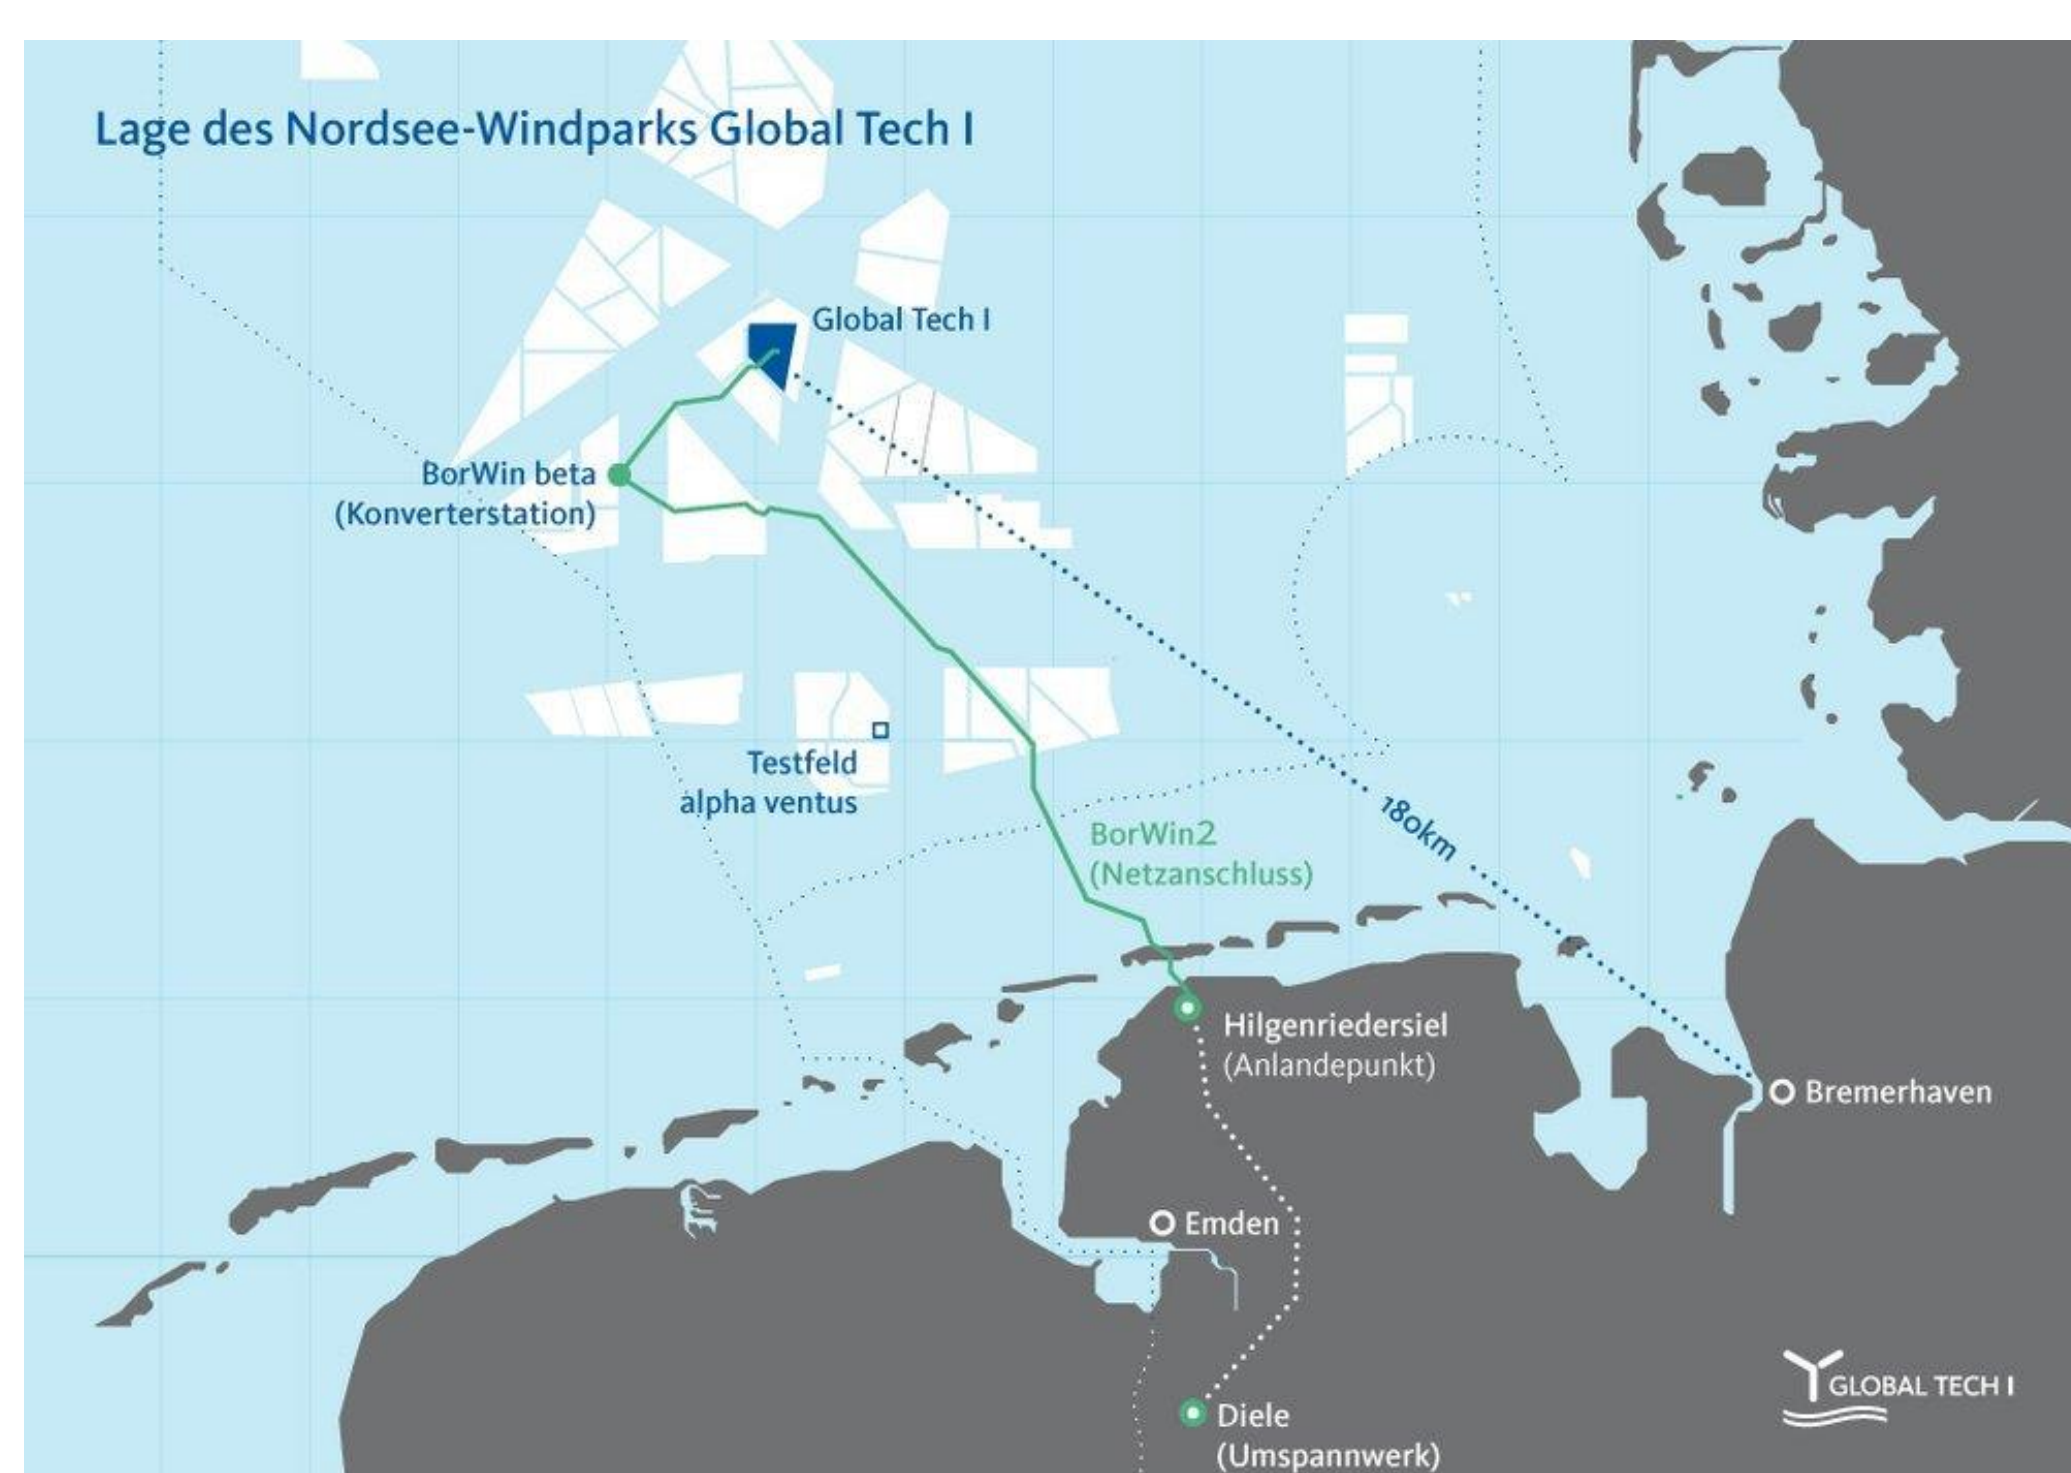 Lage des Nordsee-Windparks Global Tech I
Global Tech I
BorWin beta
(Konverterstation)
Testfeld
alpha ventus
180km
BorWin2
(Netzanschluss)
Hilgenriedersiel
(Anlandepunkt)
Bremerhaven
Emden
Diele
(Umspannwerk)
GLOBAL TECH I